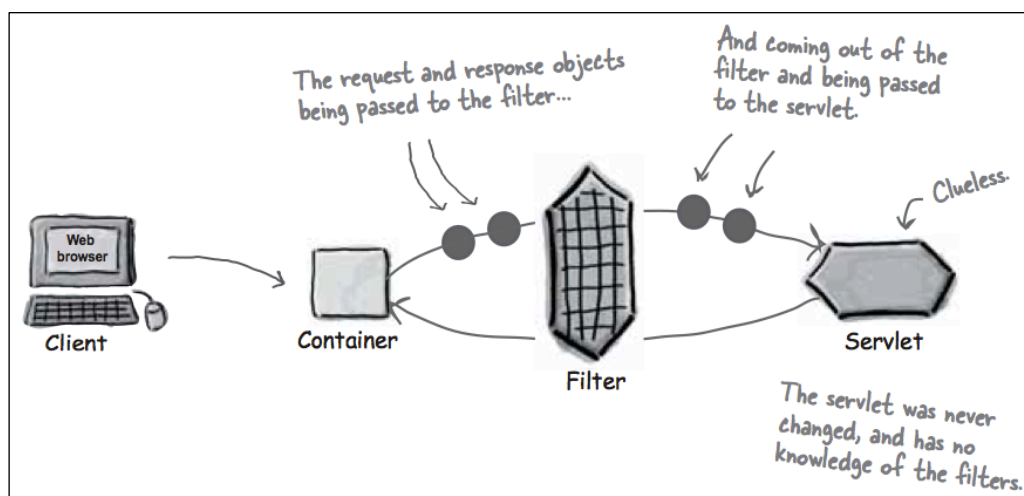 The request and response objects
being passed to the filter...
And coming out of the
filter and being passed
to the servlet.
Clueless.
Web
browser
Client
Container
Filter
Servlet
The servlet was never
changed, and has no
knowledge of the filters.